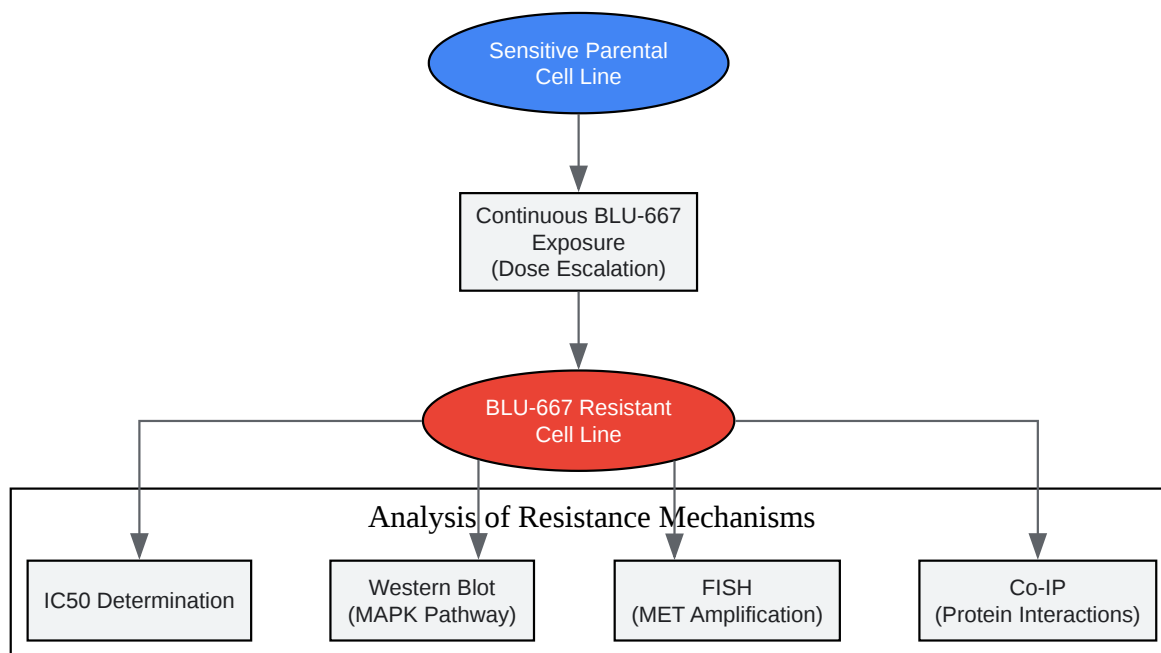 Sensitive Parental
Cell Line
Continuous BLU-667
Exposure
(Dose Escalation)
BLU-667 Resistant
Cell Line
Analysis of Resistance Mechanisms
IC50 Determination
Western Blot
(MAPK Pathway)
FISH
(MET Amplification)
Co-IP
(Protein Interactions)